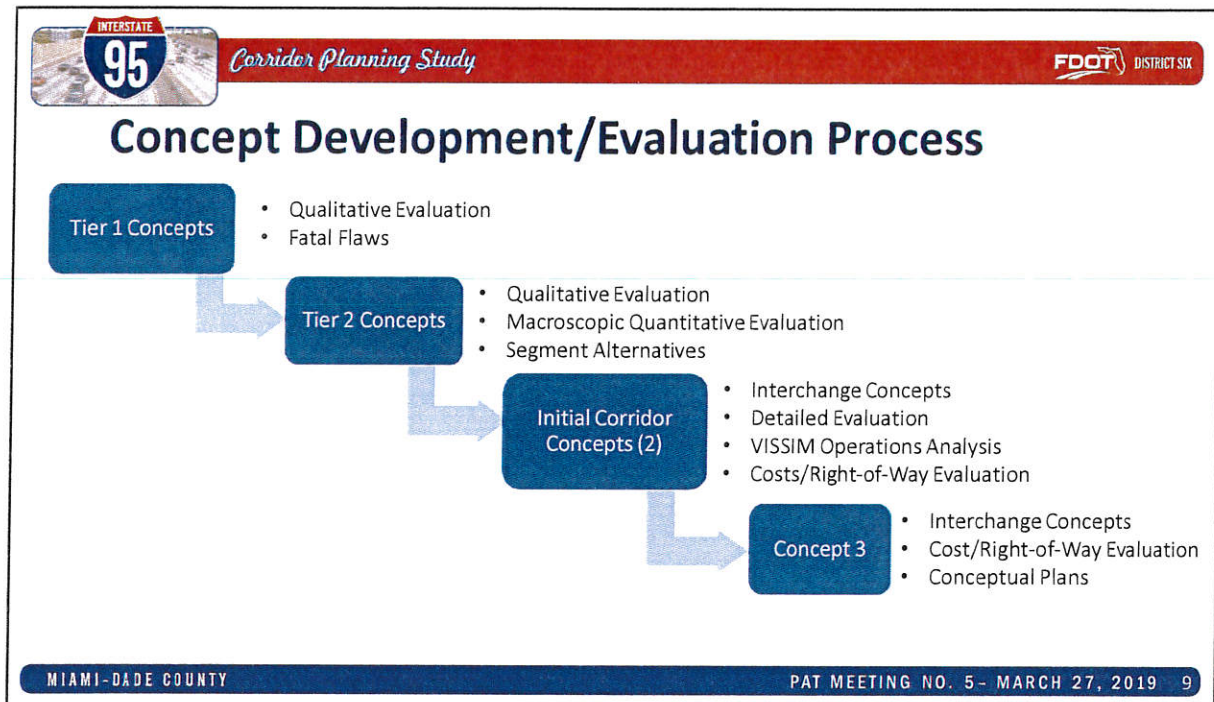 INTERSTATE
95
Corridor Planning Study
FDOT DISTRICT SIX
Concept Development/Evaluation Process
Tier 1 Concepts
• Qualitative Evaluation
• Fatal Flaws
Tier 2 Concepts
• Qualitative Evaluation
• Macroscopic Quantitative Evaluation
• Segment Alternatives
Initial Corridor
Concepts (2)
• Interchange Concepts
• Detailed Evaluation
• VISSIM Operations Analysis
• Costs/Right-of-Way Evaluation
Concept 3
• Interchange Concepts
• Cost/Right-of-Way Evaluation
• Conceptual Plans
MIAMI-DADE COUNTY
PAT MEETING NO. 5- MARCH 27, 2019 9